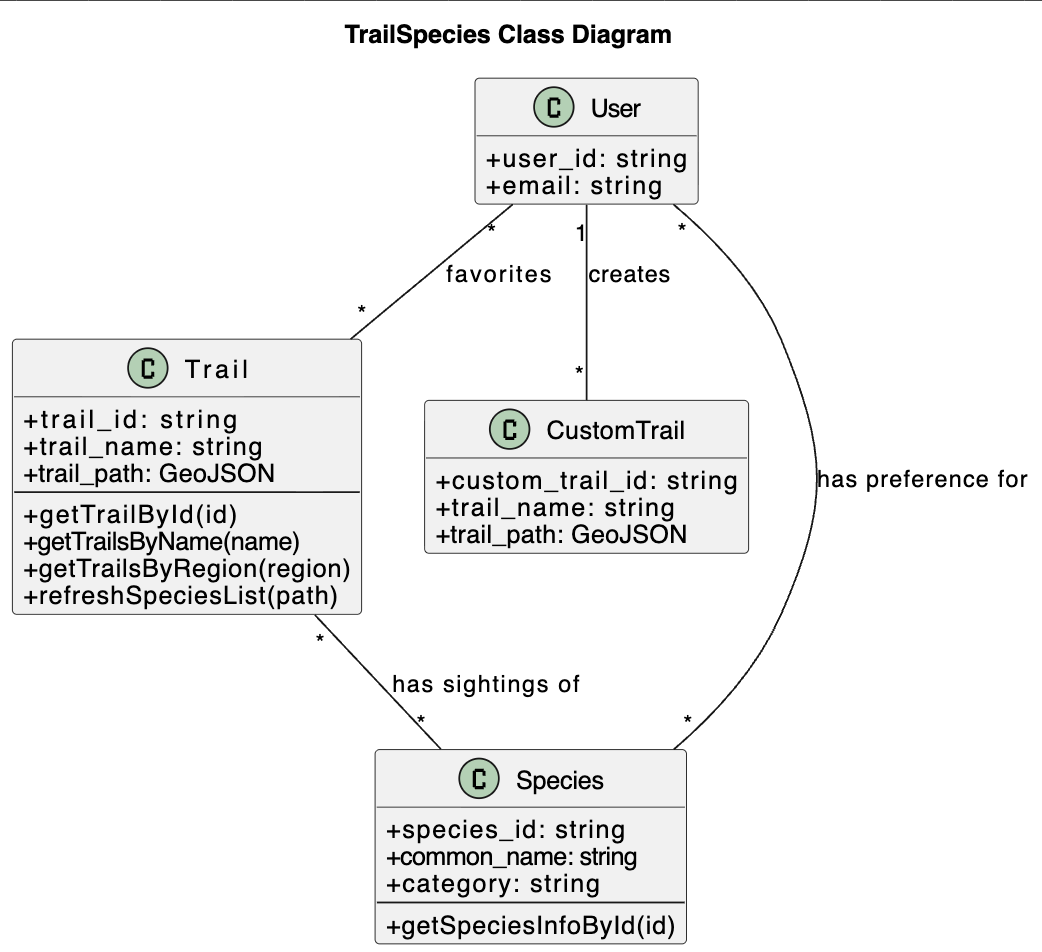 TrailSpecies Class Diagram
C User
+user_id: string
+email: string
* 1 *
favorites creates
*
*
C Trail
+trail_id: string
+trail_name: string
+trail_path: GeoJSON
+getTrailById(id)
+getTrailsByName(name)
+getTrailsByRegion(region)
+refreshSpeciesList(path)
C CustomTrail
+custom_trail_id: string
+trail_name: string
+trail_path: GeoJSON
has preference for
*
has sightings of
* *
C Species
+species_id: string
+common_name: string
+category: string
+getSpeciesInfoById(id)